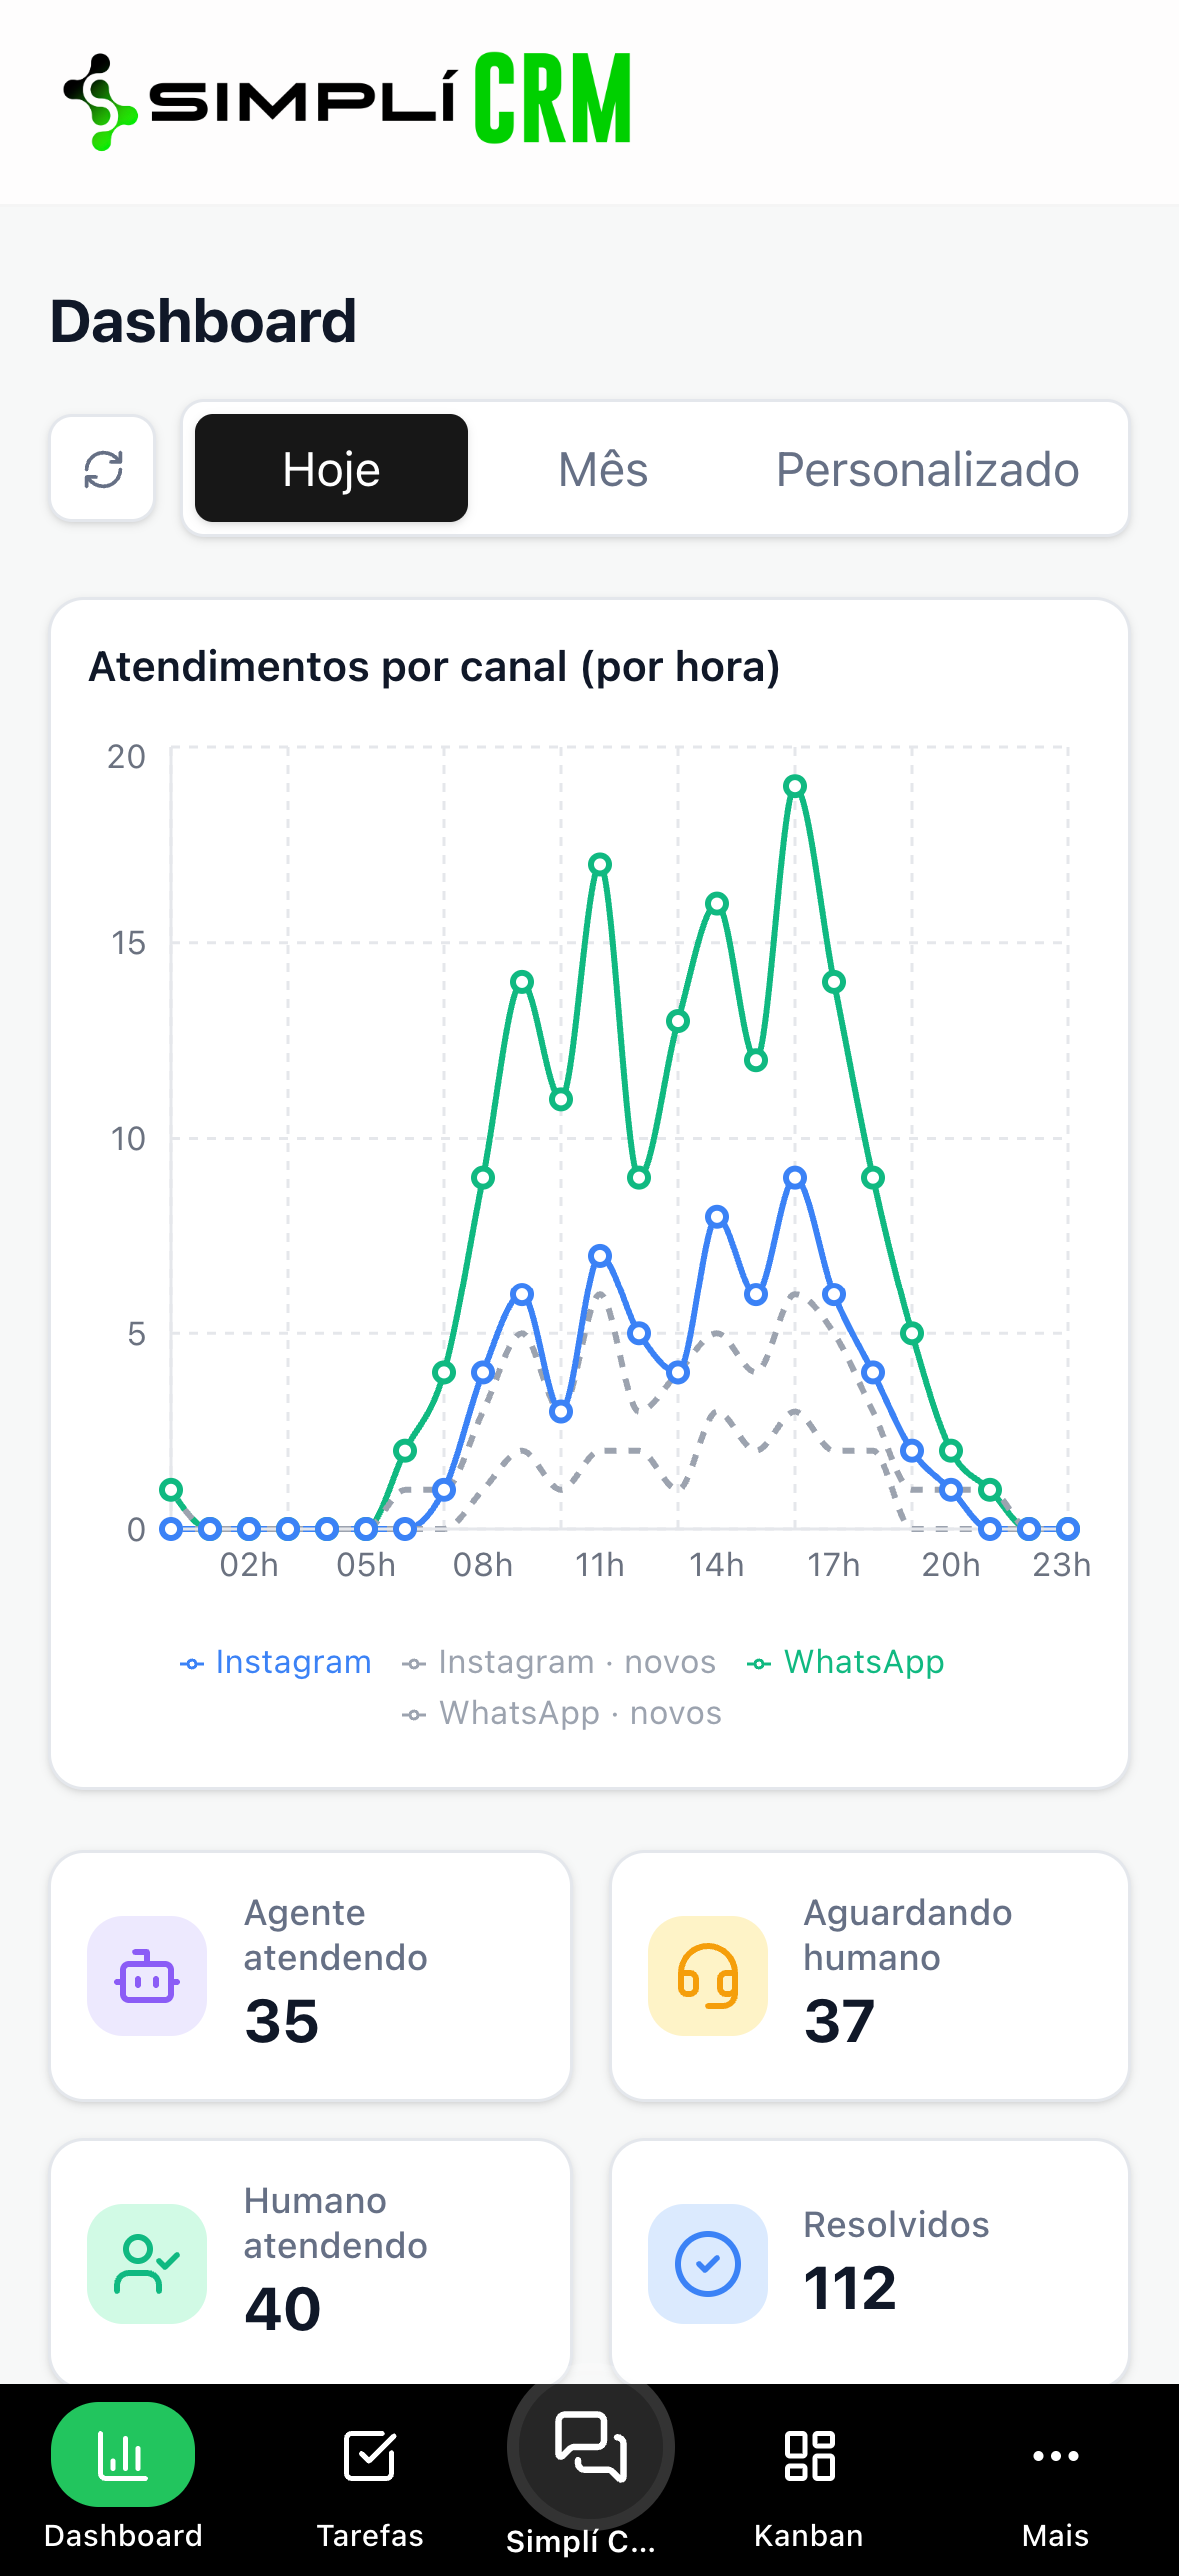 SIMPLÍ CRM
Dashboard
Hoje Mês Personalizado
Atendimentos por canal (por hora)
20
15
10
5
0
02h 05h 08h 11h 14h 17h 20h 23h
Instagram Instagram · novos WhatsApp
WhatsApp · novos
Agente
atendendo
35
Aguardando
humano
37
Humano
atendendo
40
Resolvidos
112
Dashboard Tarefas Simplí C... Kanban Mais